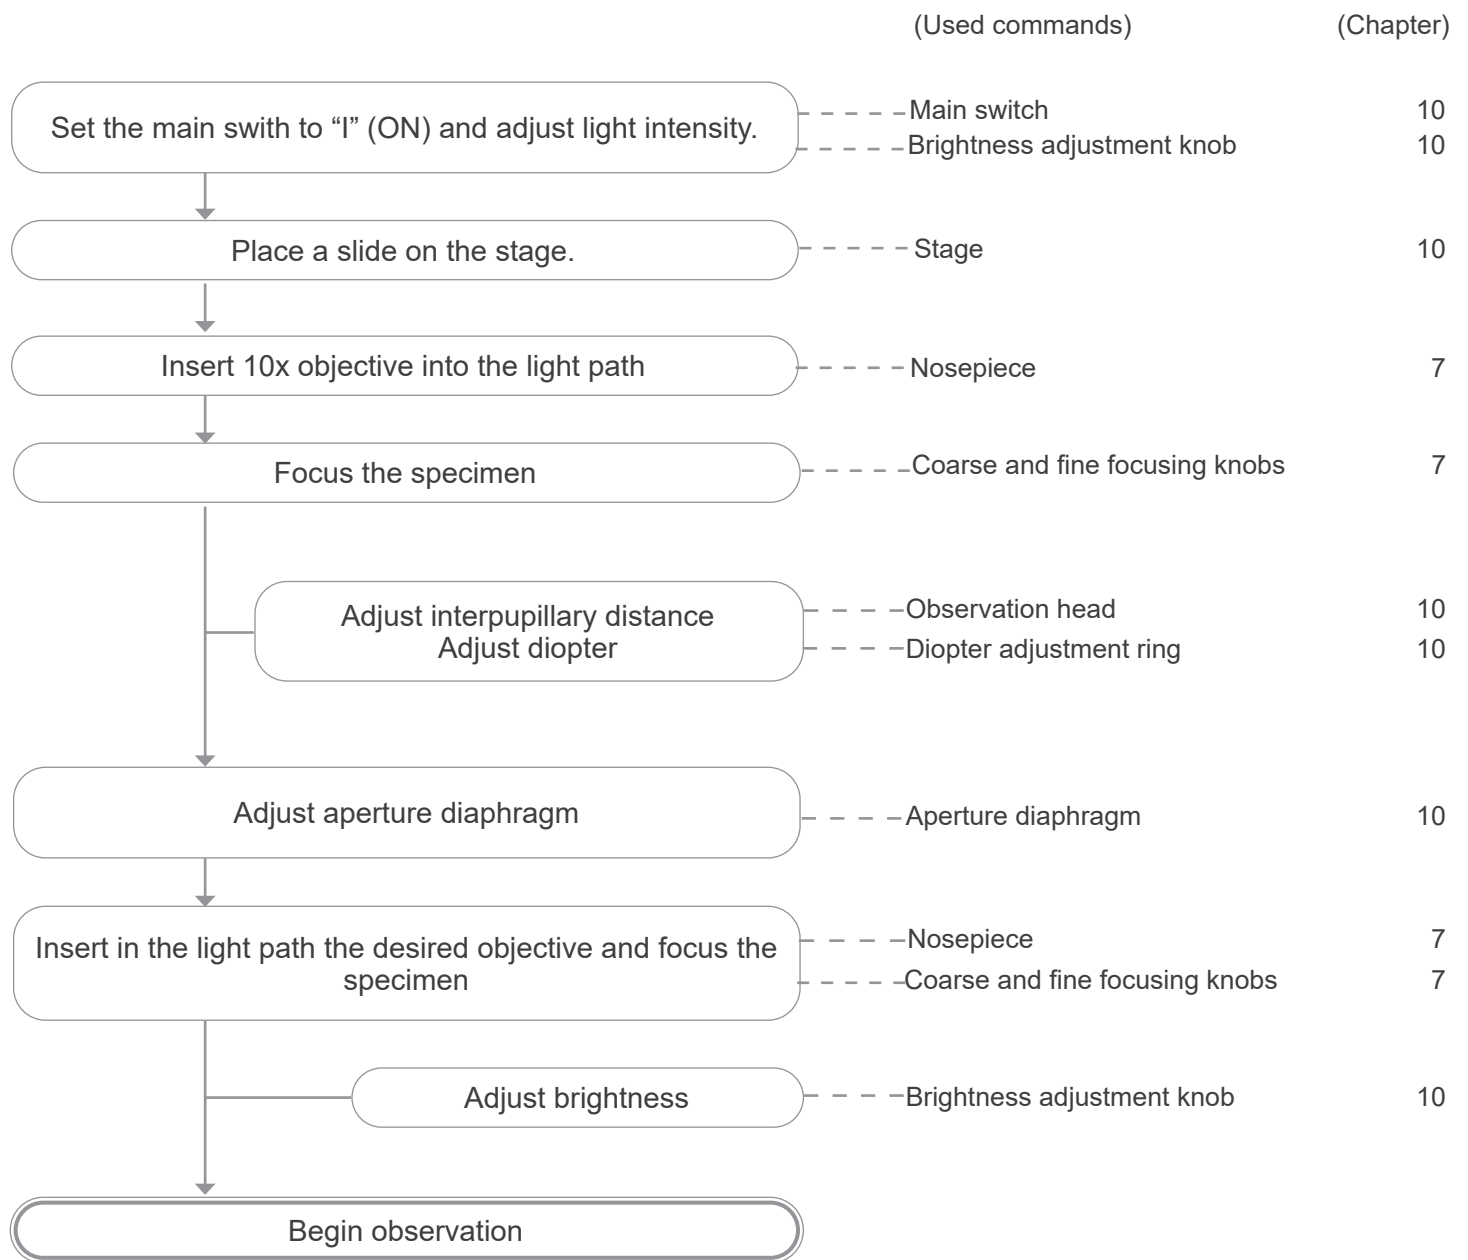 (Used commands) (Chapter)
Set the main swith to “I” (ON) and adjust light intensity.
Main switch 10
Brightness adjustment knob 10
Place a slide on the stage.
Stage 10
Insert 10x objective into the light path
Nosepiece 7
Focus the specimen
Coarse and fine focusing knobs 7
Adjust interpupillary distance
Adjust diopter
Observation head 10
Diopter adjustment ring 10
Adjust aperture diaphragm
Aperture diaphragm 10
Insert in the light path the desired objective and focus the
specimen
Nosepiece 7
Coarse and fine focusing knobs 7
Adjust brightness
Brightness adjustment knob 10
Begin observation